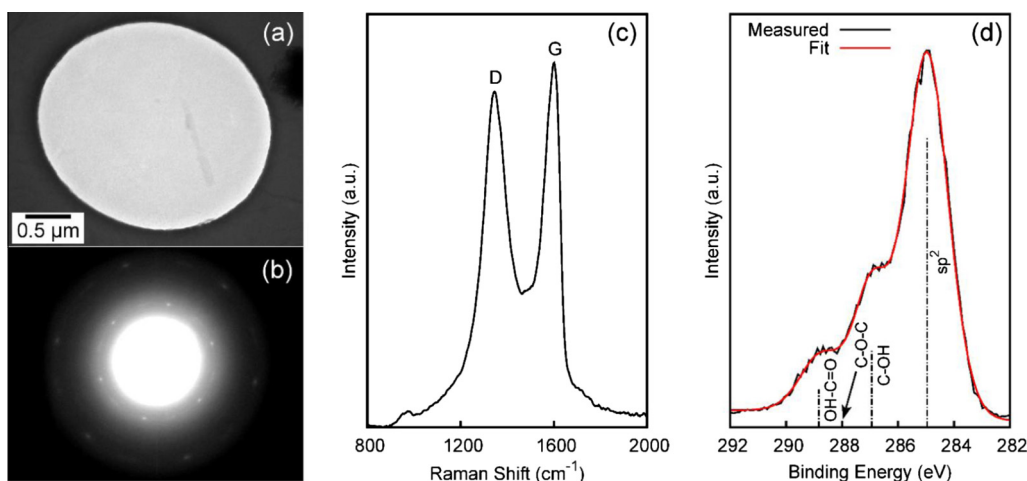 (a)
0.5 µm
(b)
(c)
D
G
Intensity (a.u.)
800
1200
1600
2000
Raman Shift (cm⁻¹)
(d)
Measured
Fit
Intensity (a.u.)
sp²
C-OH
C-O-C
OH-C=O
292
290
288
286
284
282
Binding Energy (eV)